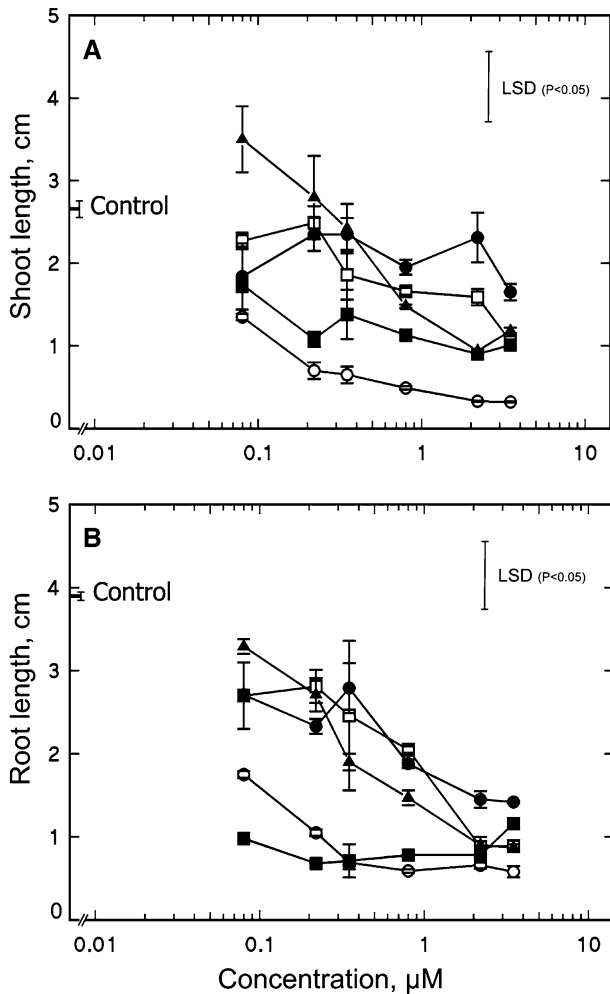 5
A
4
LSD (P<0.05)
3
Control
Shoot length, cm
2
1
0
0.01 0.1 1 10
5
B
4
LSD (P<0.05)
Control
3
Root length, cm
2
1
0
0.01 0.1 1 10
Concentration, µM